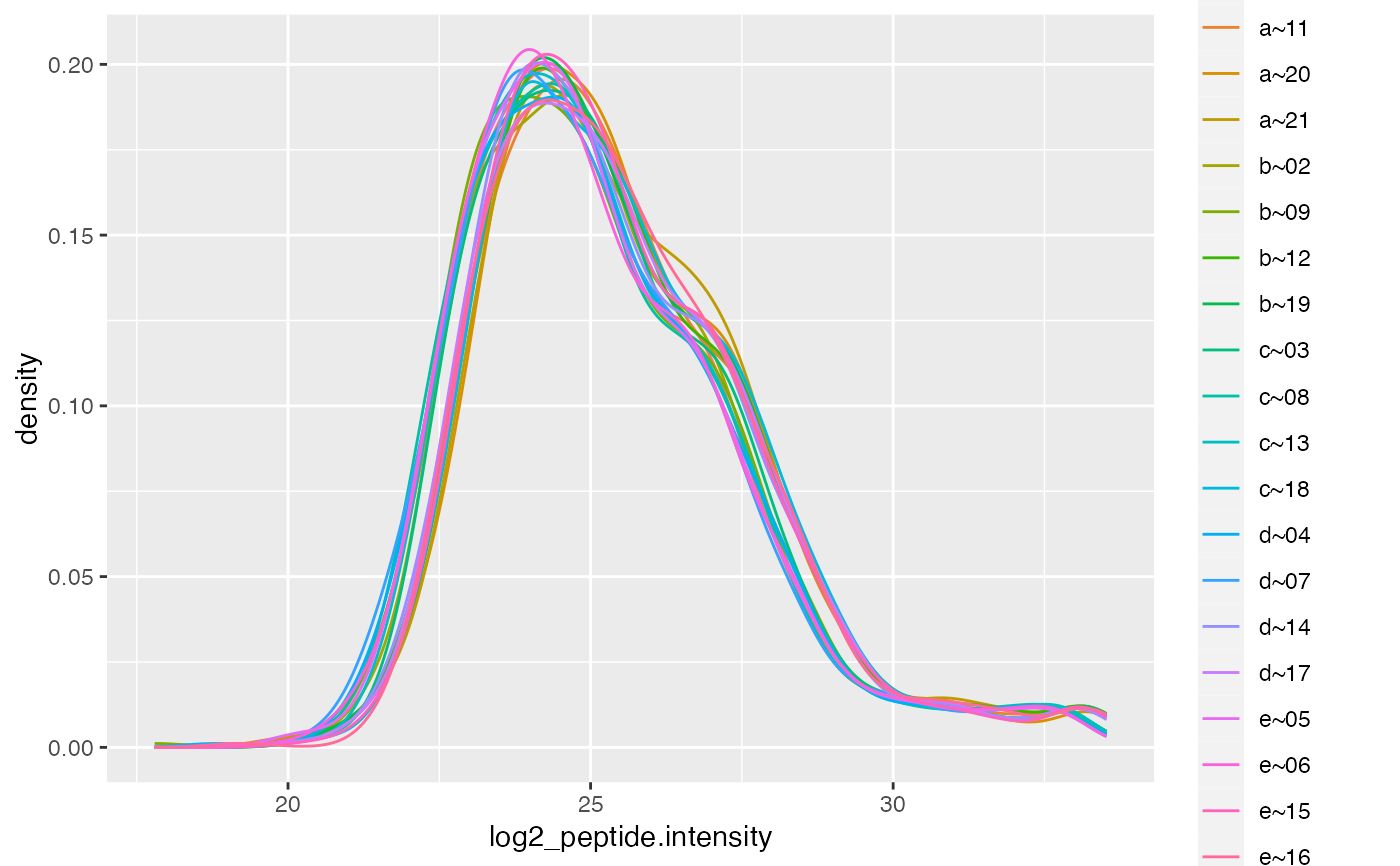 density
0.20
0.15
0.10
0.05
0.00
20
25
30
log2_peptide.intensity
a~11
a~20
a~21
b~02
b~09
b~12
b~19
c~03
c~08
c~13
c~18
d~04
d~07
d~14
d~17
e~05
e~06
e~15
e~16